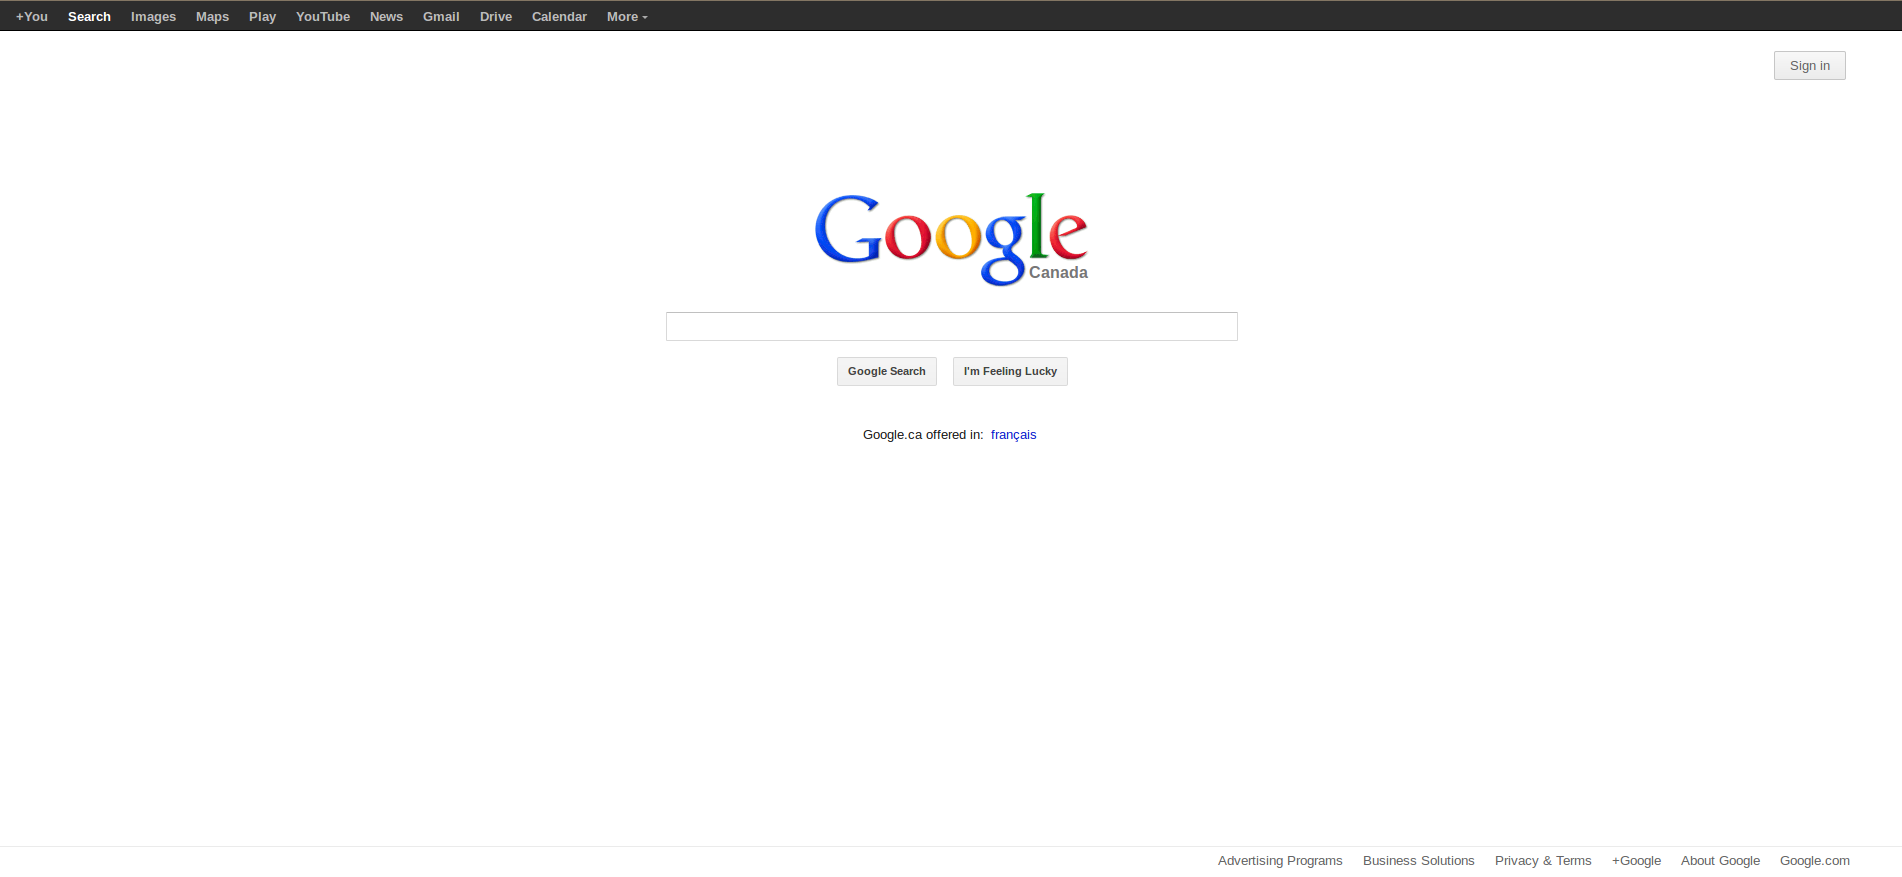 +You Search Images Maps Play YouTube News Gmail Drive Calendar More
Sign in
Google
Canada
Google Search I'm Feeling Lucky
Google.ca offered in: français
Advertising Programs Business Solutions Privacy & Terms +Google About Google Google.com